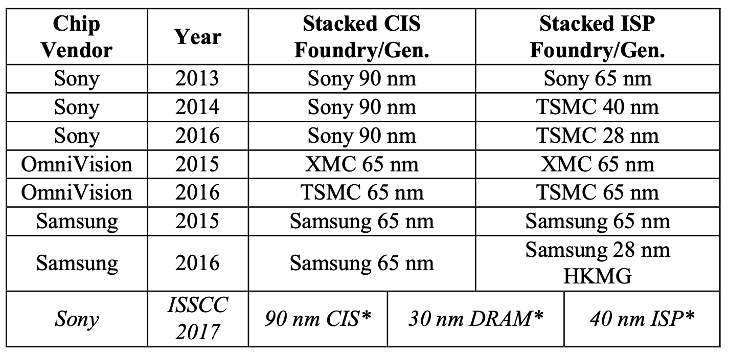 Chip Vendor Year Stacked CIS Foundry/Gen. Stacked ISP Foundry/Gen.
Sony 2013 Sony 90 nm Sony 65 nm
Sony 2014 Sony 90 nm TSMC 40 nm
Sony 2016 Sony 90 nm TSMC 28 nm
OmniVision 2015 XMC 65 nm XMC 65 nm
OmniVision 2016 TSMC 65 nm TSMC 65 nm
Samsung 2015 Samsung 65 nm Samsung 65 nm
Samsung 2016 Samsung 65 nm Samsung 28 nm HKMG
Sony ISSCC 2017 90 nm CIS* 30 nm DRAM* 40 nm ISP*